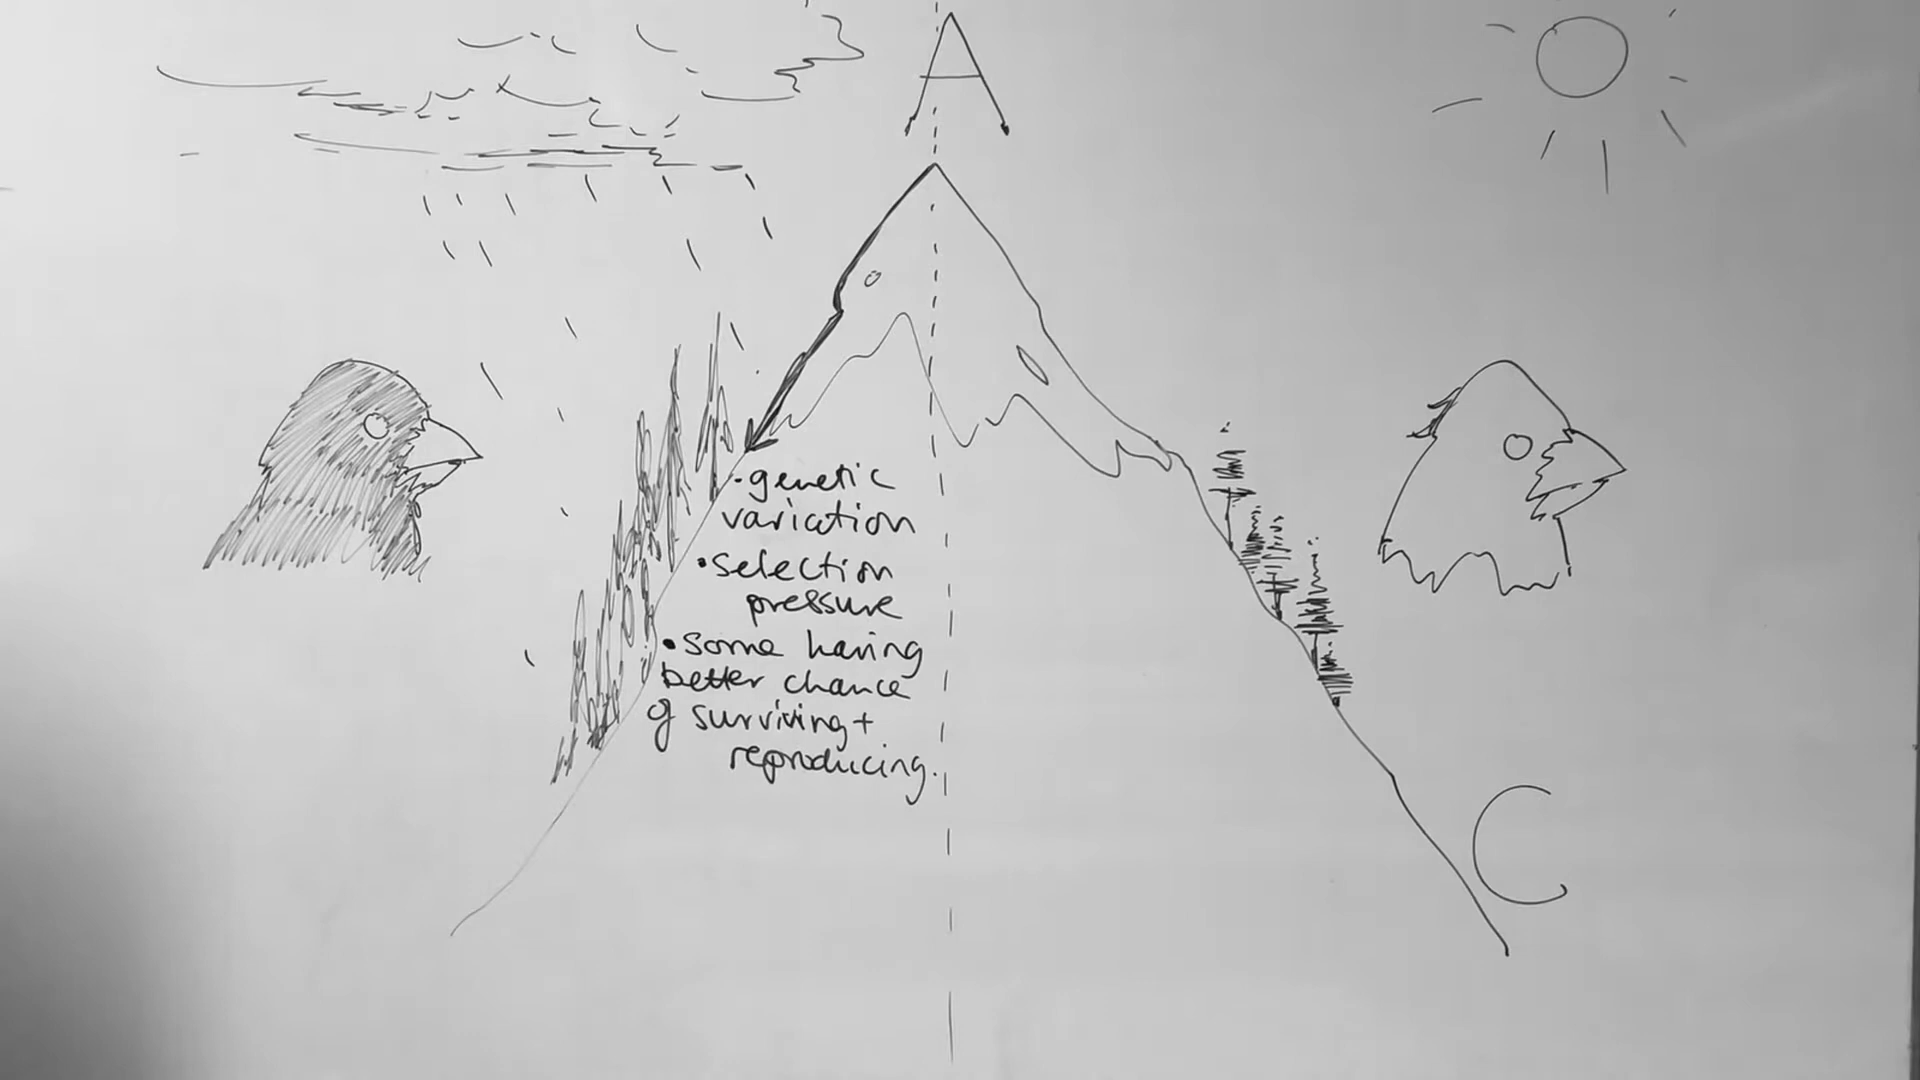 A
•genetic
variation
•selection
pressure
•some having
better chance
of surviving+
reproducing.
C